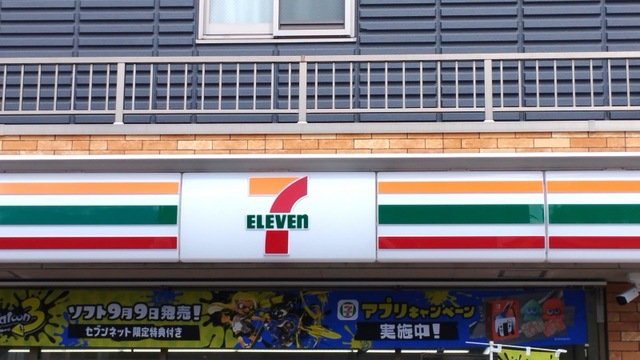 7
ELEVEn
ソフト9月9日発売!
セブンネット限定特典付き
アプリキャンペーン
実施中!